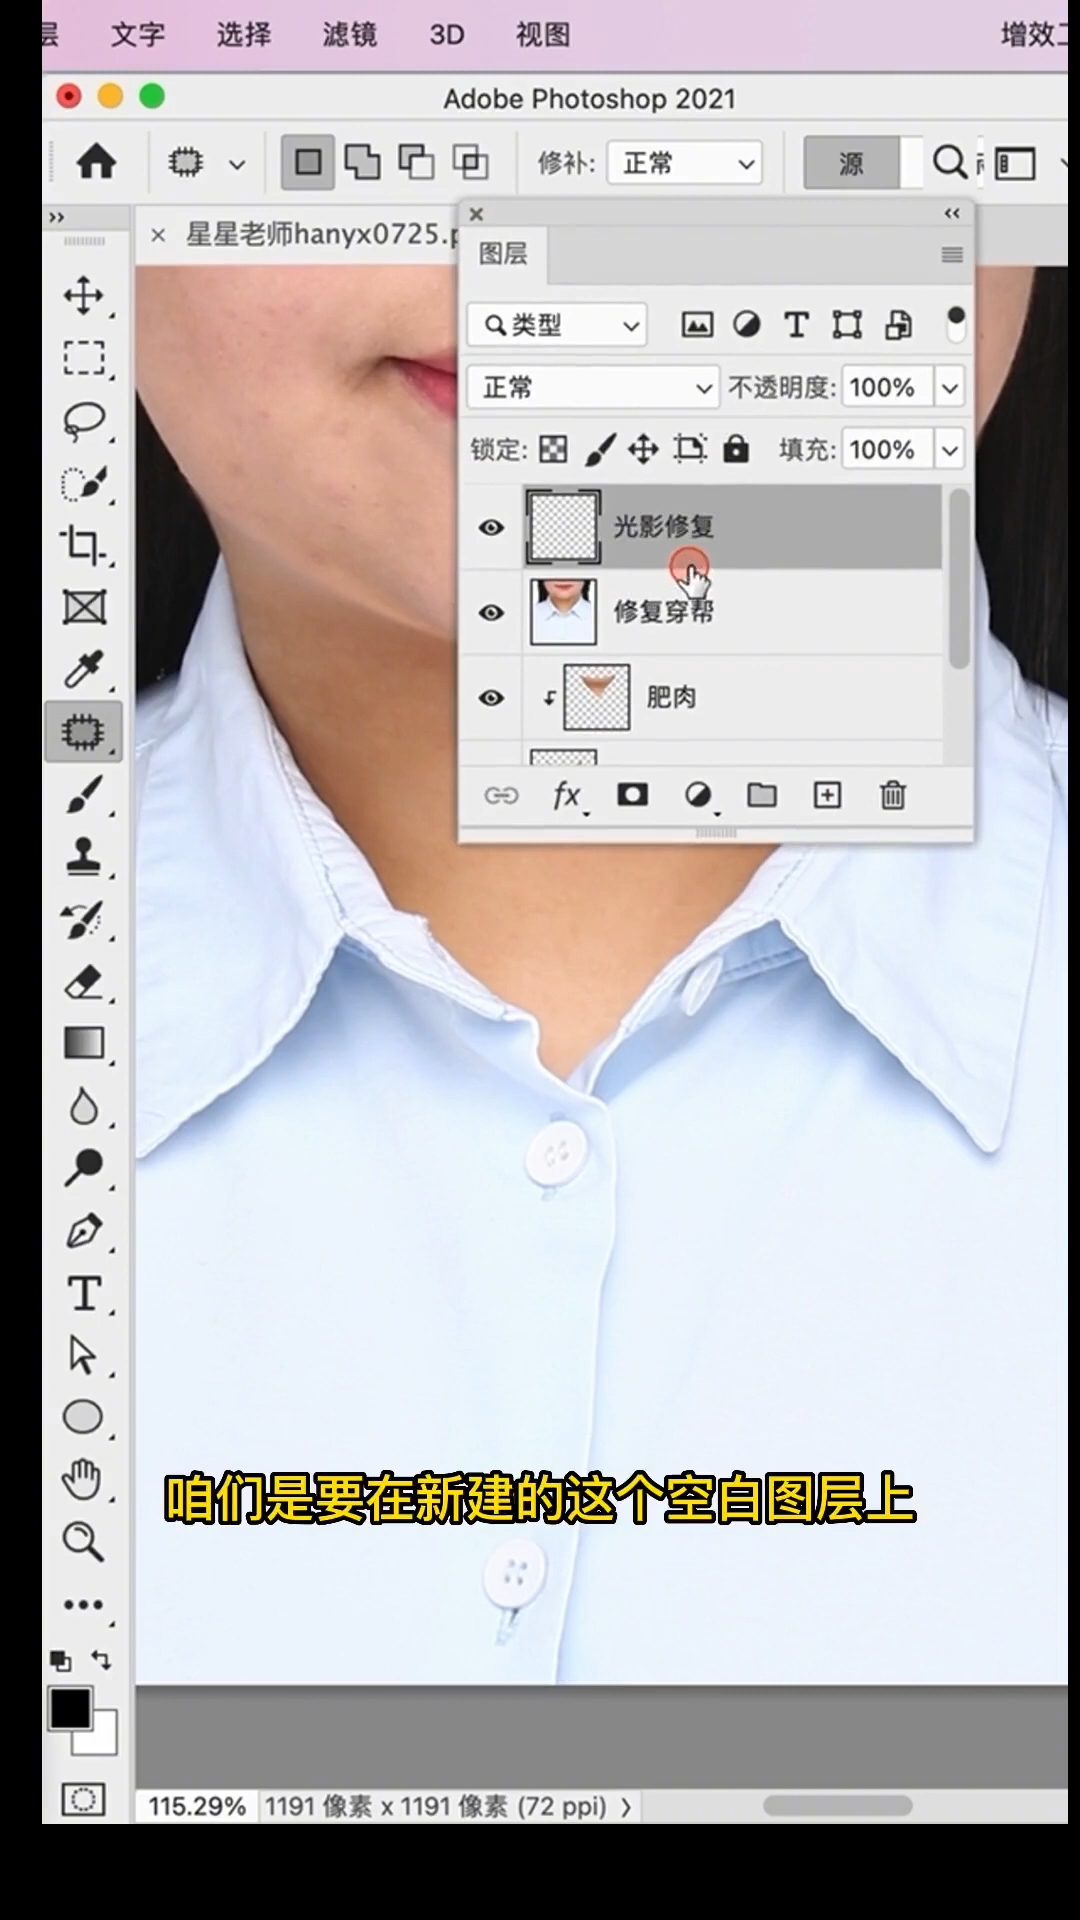 层 文字 选择 滤镜 3D 视图 增效工
Adobe Photoshop 2021
修补: 正常 源
星星老师hanyx0725.p
图层
类型
正常 不透明度: 100%
锁定: 填充: 100%
光影修复
修复穿帮
肥肉
fx
咱们是要在新建的这个空白图层上
115.29% 1191 像素 x 1191 像素 (72 ppi)